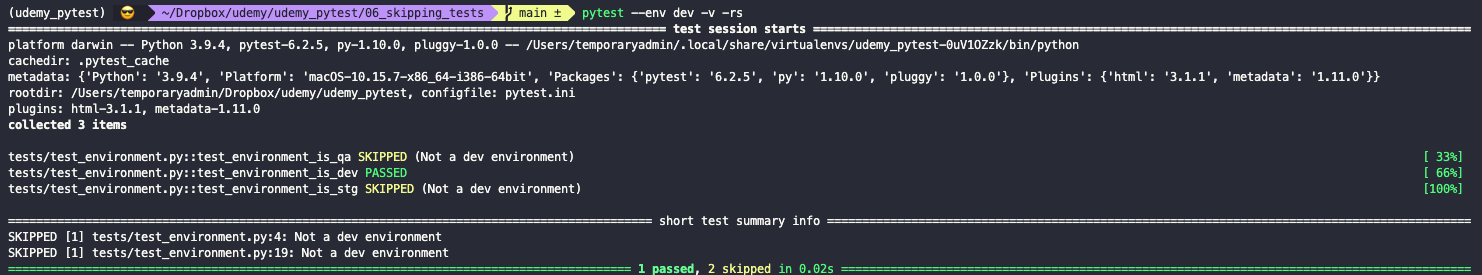 (udemy_pytest) 😎 ~/Dropbox/udemy/udemy_pytest/06_skipping_tests main ± pytest --env dev -v -rs
test session starts
platform darwin -- Python 3.9.4, pytest-6.2.5, py-1.10.0, pluggy-1.0.0 -- /Users/temporaryadmin/.local/share/virtualenvs/udemy_pytest-0uV1OZzk/bin/python
cachedir: .pytest_cache
metadata: {'Python': '3.9.4', 'Platform': 'macOS-10.15.7-x86_64-i386-64bit', 'Packages': {'pytest': '6.2.5', 'py': '1.10.0', 'pluggy': '1.0.0'}, 'Plugins': {'html': '3.1.1', 'metadata': '1.11.0'}}
rootdir: /Users/temporaryadmin/Dropbox/udemy/udemy_pytest, configfile: pytest.ini
plugins: html-3.1.1, metadata-1.11.0
collected 3 items
tests/test_environment.py::test_environment_is_qa SKIPPED (Not a dev environment) [ 33%]
tests/test_environment.py::test_environment_is_dev PASSED [ 66%]
tests/test_environment.py::test_environment_is_stg SKIPPED (Not a dev environment) [100%]
short test summary info
SKIPPED [1] tests/test_environment.py:4: Not a dev environment
SKIPPED [1] tests/test_environment.py:19: Not a dev environment
1 passed, 2 skipped in 0.02s